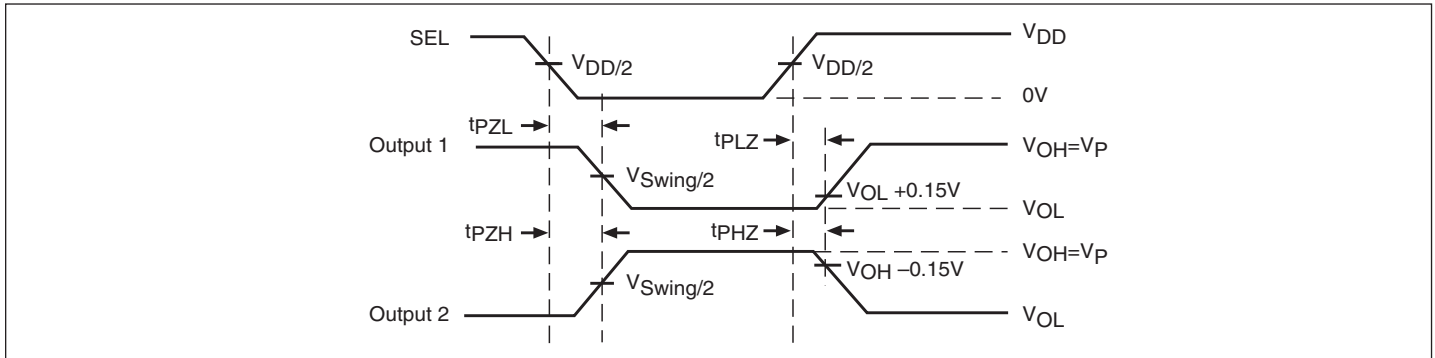 SEL
VDD/2
VDD/2
VDD
0V
tPZL
tPLZ
Output 1
VOH=VP
VSwing/2
VOL +0.15V
VOL
tPZH
tPHZ
VOH=VP
VOH –0.15V
VSwing/2
Output 2
VOL